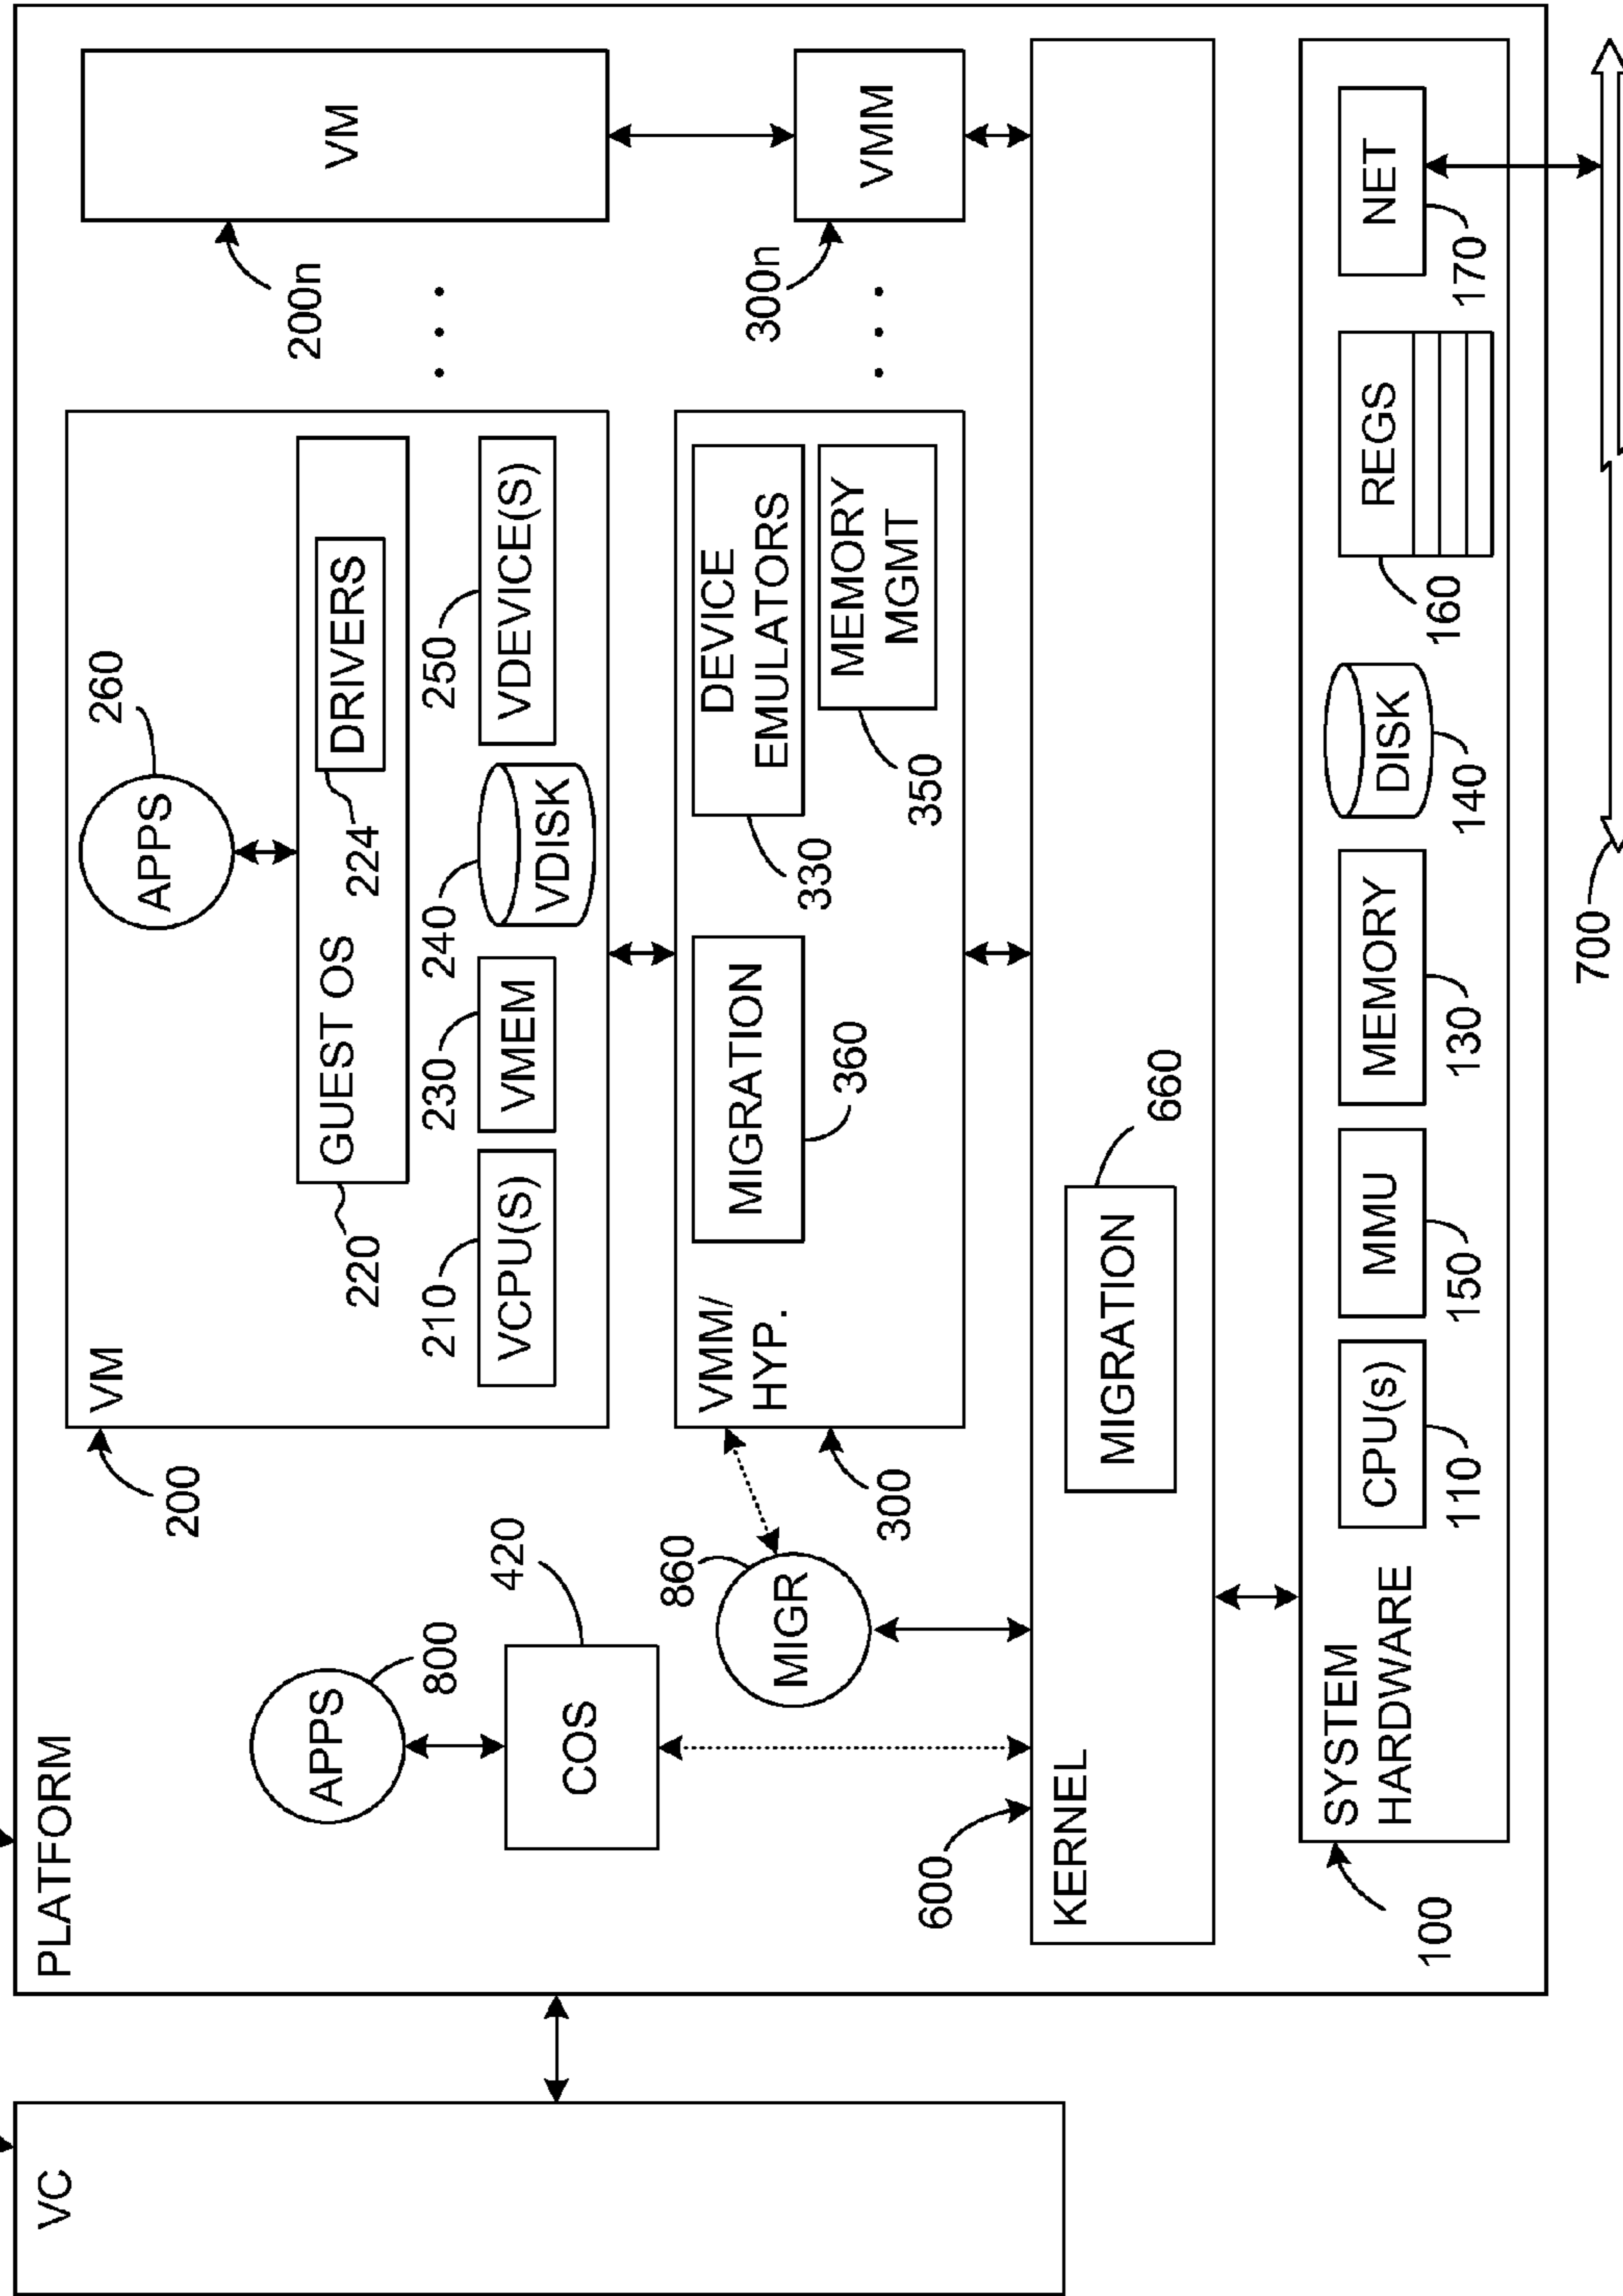 VC
PLATFORM
APPS
800
COS
420
MIGR
860
VM
200
APPS
260
GUEST OS
220
DRIVERS
224
210
VCPU(S)
230
VMEM
240
VDISK
250
VDEVICE(S)
VM
200n
. . .
VMM/
HYP.
300
MIGRATION
360
DEVICE
EMULATORS
330
MEMORY
MGMT
350
VMM
300n
. . .
600
KERNEL
MIGRATION
660
SYSTEM
HARDWARE
100
CPU(s)
110
MMU
150
MEMORY
130
DISK
140
REGS
160
NET
170
700